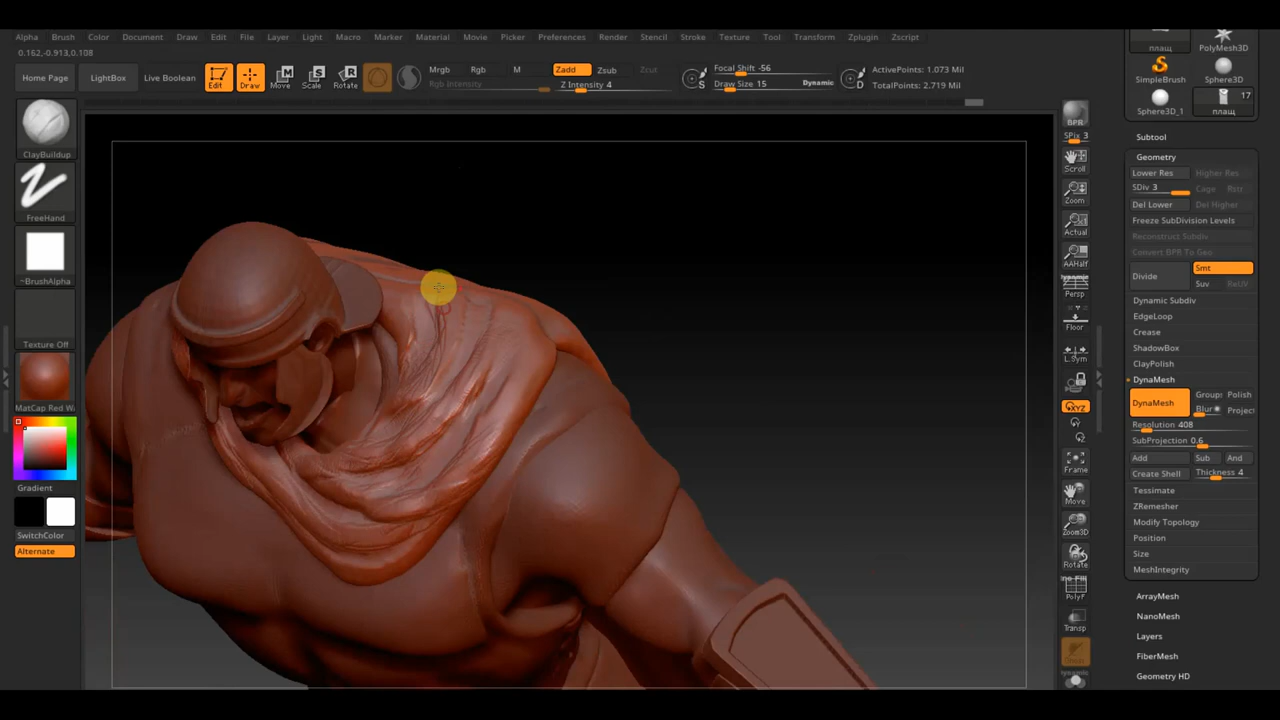 Alpha Brush Color Document Draw Edit File Layer Light Macro Marker Material Movie Picker Preferences Render Stencil Stroke Texture Tool Transform Zplugin Zscript
0.162,-0.913,0.108
Home Page LightBox Live Boolean Edit Draw Move Scale Rotate
Mrgb Rgb M Zadd Zsub Zcut
Rgb Intensity Z Intensity 4
Focal Shift -56
Draw Size 15 Dynamic
S
D
ActivePoints: 1.073 Mil
TotalPoints: 2.719 Mil
ClayBuildup
FreeHand
~BrushAlpha
Texture Off
MatCap Red Wa
Gradient
SwitchColor
Alternate
BPR
SPix 3
Scroll
Zoom
Actual
AAHalf
Dynamic
Persp
Floor
L.Sym
XYZ
Frame
Move
Zoom3D
Rotate
PolyF
Transp
Dynamic
плащ PolyMesh3D
SimpleBrush Sphere3D
17
Sphere3D_1 плащ
Subtool
Geometry
Lower Res Higher Res
SDiv 3 Cage Rstr
Del Lower Del Higher
Freeze SubDivision Levels
Reconstruct Subdiv
Convert BPR To Geo
Divide Smt
Suv ReUV
Dynamic Subdiv
EdgeLoop
Crease
ShadowBox
ClayPolish
DynaMesh
DynaMesh Groups Polish
Blur Project
Resolution 408
SubProjection 0.6
Add Sub And
Create Shell Thickness 4
Tessimate
ZRemesher
Modify Topology
Position
Size
MeshIntegrity
ArrayMesh
NanoMesh
Layers
FiberMesh
Geometry HD